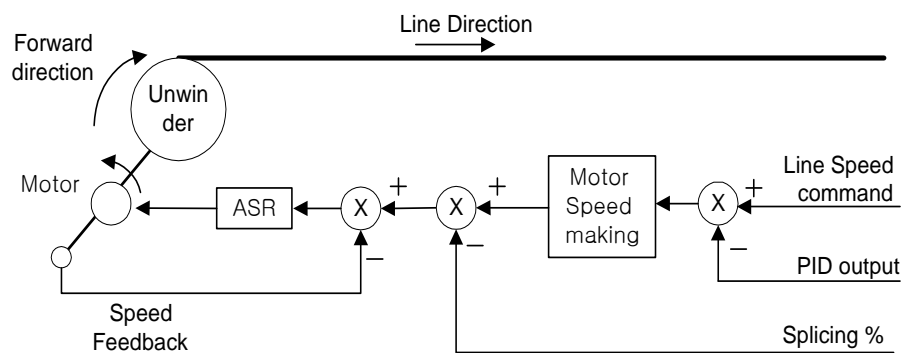 Line Direction
Forward
direction
Unwin
der
Motor
ASR
X
+
−
X
+
−
Motor
Speed
making
X
+
−
Line Speed
command
PID output
Speed
Feedback
Splicing %